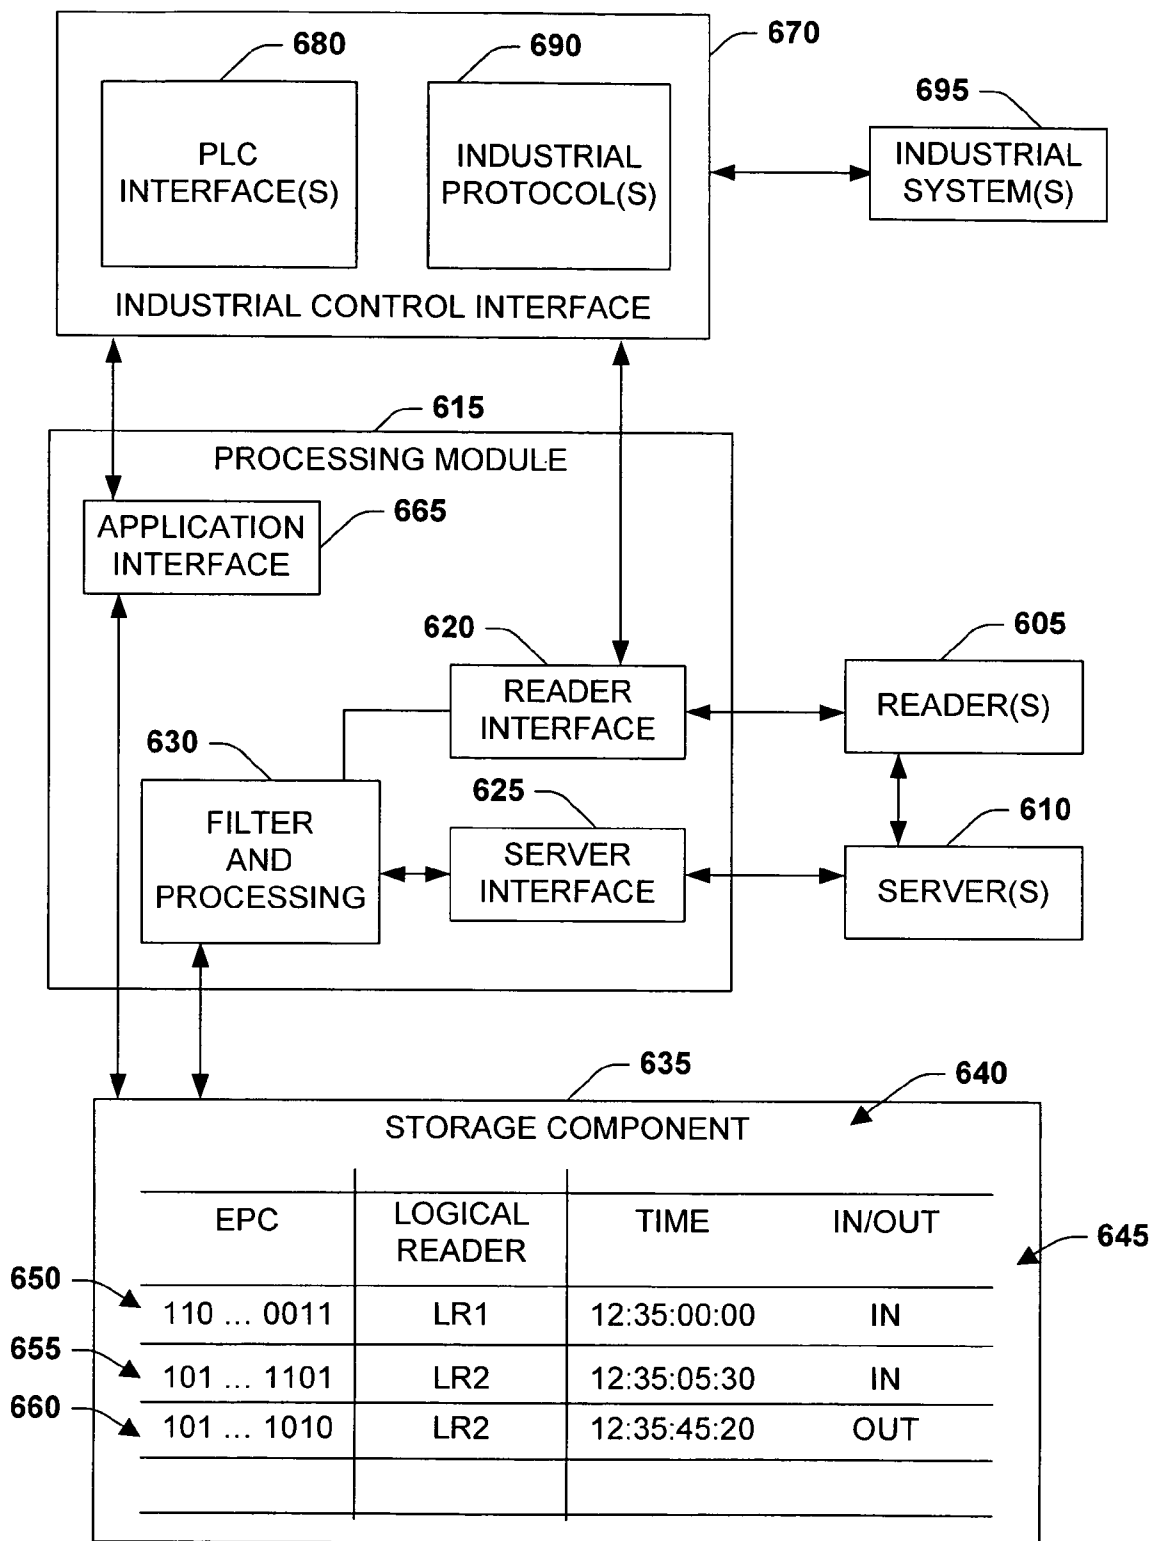 680
690
670
695
PLC
INTERFACE(S)
INDUSTRIAL
PROTOCOL(S)
INDUSTRIAL
SYSTEM(S)
INDUSTRIAL CONTROL INTERFACE
615
PROCESSING MODULE
APPLICATION
INTERFACE
665
620
605
READER
INTERFACE
READER(S)
630
625
610
FILTER
AND
PROCESSING
SERVER
INTERFACE
SERVER(S)
635
640
STORAGE COMPONENT
EPC LOGICAL READER TIME IN/OUT
645
650
110 ... 0011 LR1 12:35:00:00 IN
655
101 ... 1101 LR2 12:35:05:30 IN
660
101 ... 1010 LR2 12:35:45:20 OUT